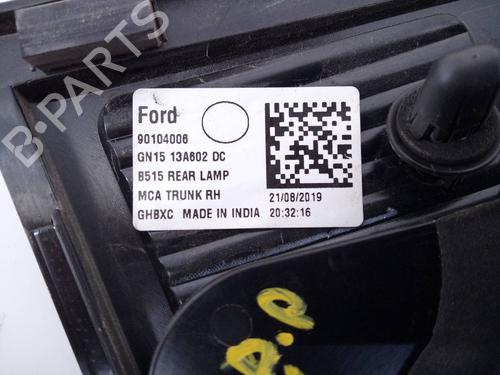 B-PARTS
Ford
90104006
GN15 13A602 DC
B515 REAR LAMP
MCA TRUNK RH 21/08/2019
GHBXC MADE IN INDIA 20:32:16